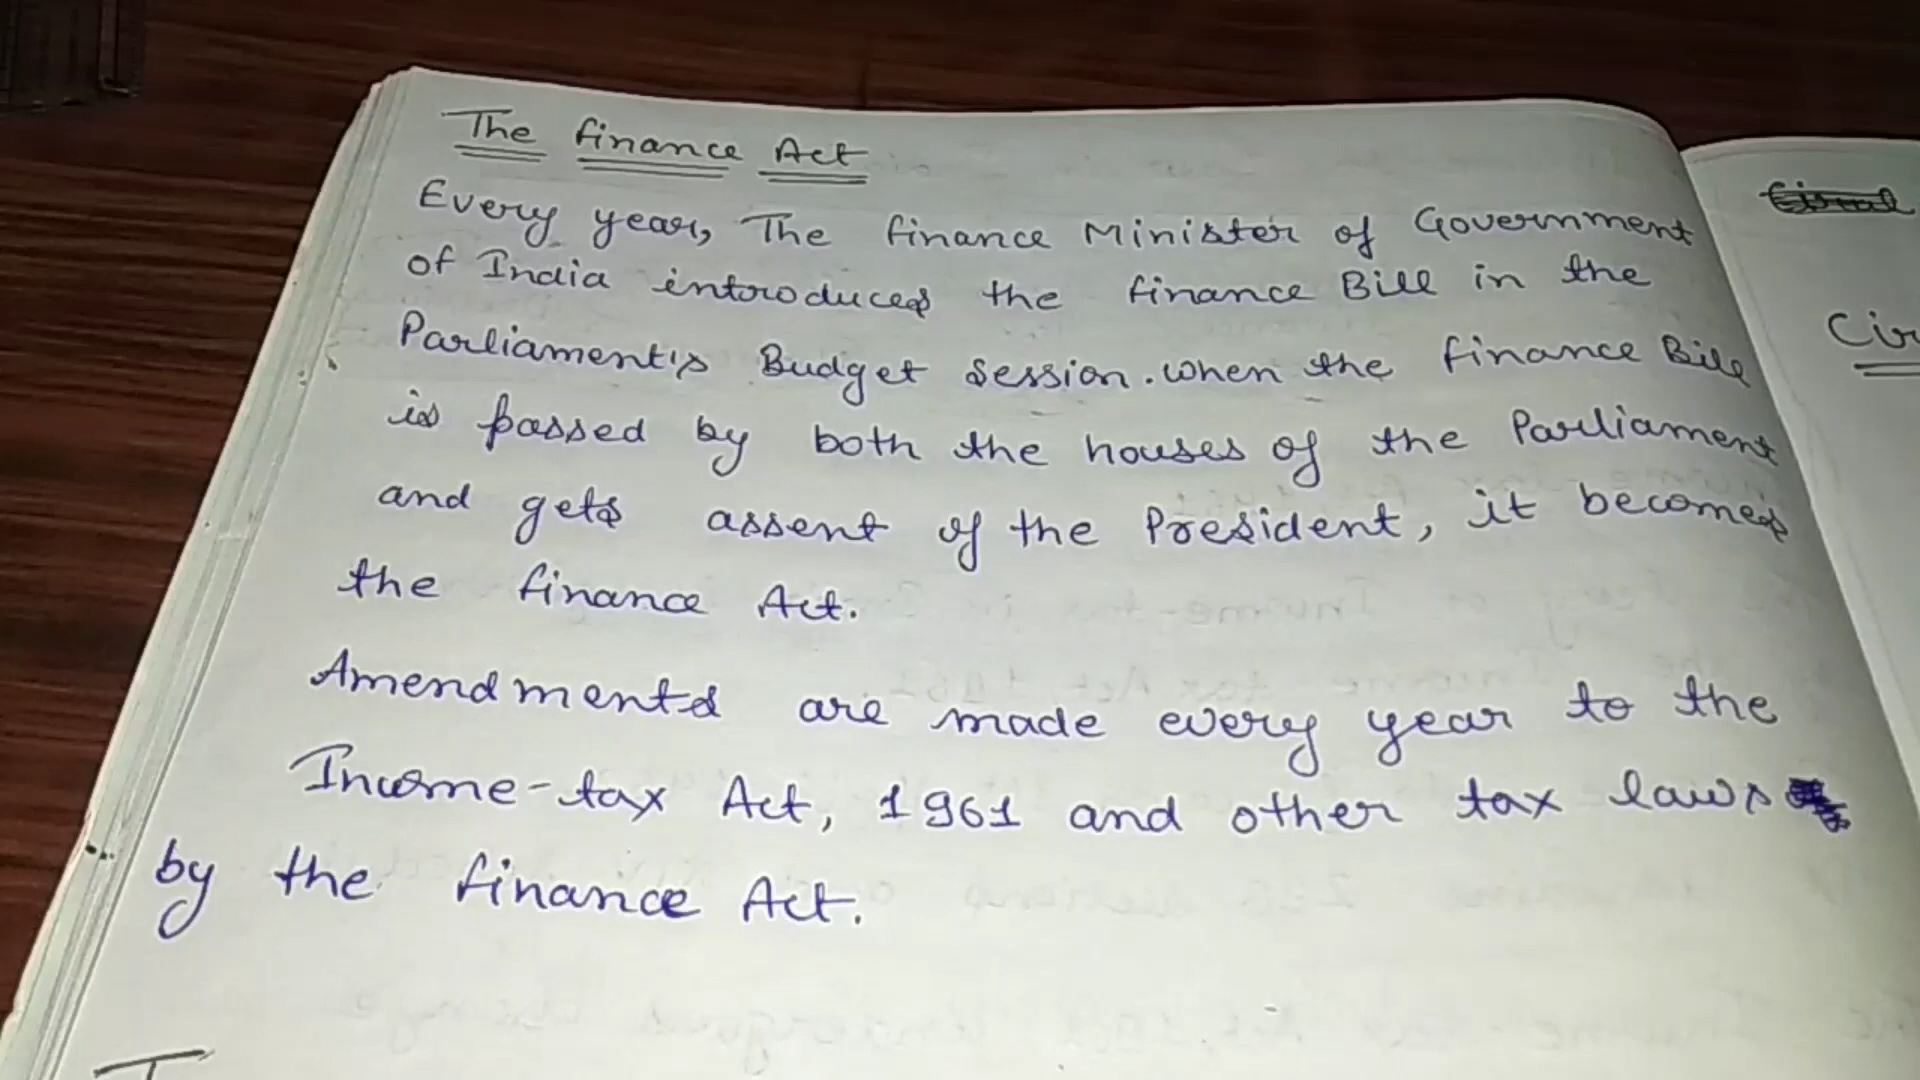 The finance Act
Every year, The finance Minister of Government
of India introduces the finance Bill in the
Parliament's Budget session. when the finance Bill
is passed by both the houses of the Parliament
and gets assent of the President, it becomes
the finance Act.
Amendments are made every year to the
Income-tax Act, 1961 and other tax laws
by the finance Act.